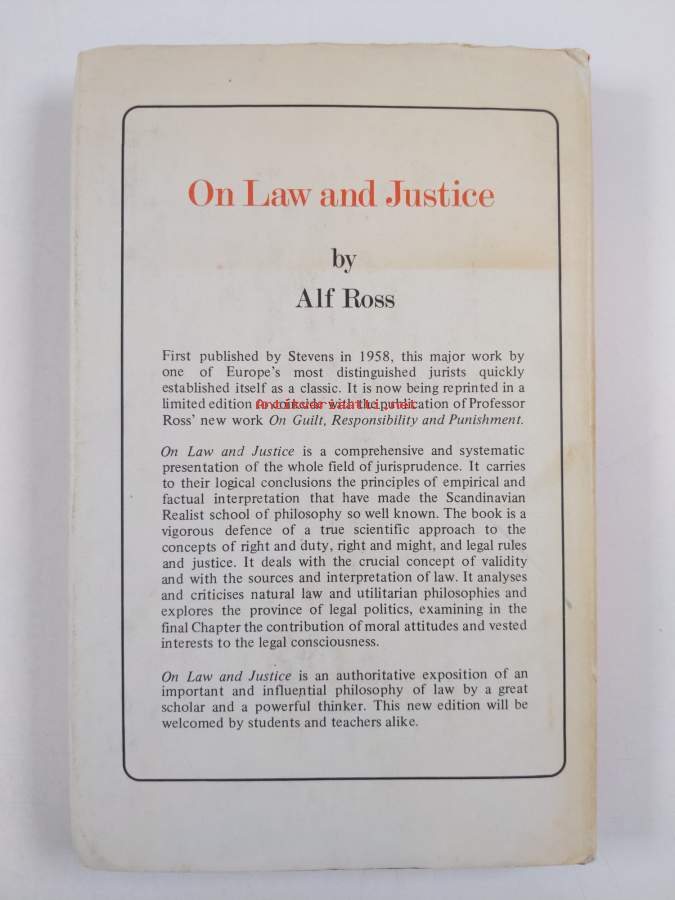 On Law and Justice
by
Alf Ross
First published by Stevens in 1958, this major work by
one of Europe's most distinguished jurists quickly
established itself as a classic. It is now being reprinted in a
limited edition to coincide with the publication of Professor
Antikvariaatti.net
Ross' new work On Guilt, Responsibility and Punishment.
On Law and Justice is a comprehensive and systematic
presentation of the whole field of jurisprudence. It carries
to their logical conclusions the principles of empirical and
factual interpretation that have made the Scandinavian
Realist school of philosophy so well known. The book is a
vigorous defence of a true scientific approach to the
concepts of right and duty, right and might, and legal rules
and justice. It deals with the crucial concept of validity
and with the sources and interpretation of law. It analyses
and criticises natural law and utilitarian philosophies and
explores the province of legal politics, examining in the
final Chapter the contribution of moral attitudes and vested
interests to the legal consciousness.
On Law and Justice is an authoritative exposition of an
important and influential philosophy of law by a great
scholar and a powerful thinker. This new edition will be
welcomed by students and teachers alike.